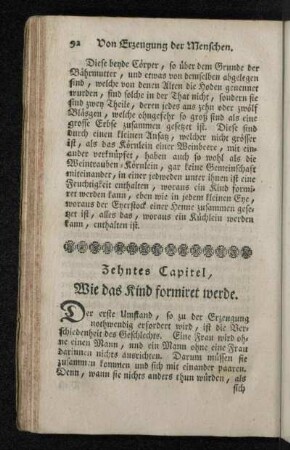 92 Von Erzeugung der Menschen.
Diese beyde Cörper, so über dem Grunde der
Bährmutter, und etwas von demselben abgelegen
sind, welche von denen Alten die Hoden genennet
wurden, sind solche in der That nicht, sondern sie
sind zwey Theile, deren jedes aus zehn oder zwölf
Bläsgen, welche ohngefehr so groß sind als eine
grosse Erbse zusammen gesetzet ist. Diese sind
durch einen kleinen Ansatz, welcher nicht grösser
ist, als das Körnlein einer Weinbeere, mit ein-
ander verknüpfet, haben auch so wohl als die
Weintrauben-Körnlein, gar keine Gemeinschaft
miteinander, in einer jedweden unter ihnen ist eine
Feuchtigkeit enthalten, woraus ein Kind formi-
ret werden kann, eben wie in jedem kleinen Eye,
woraus der Eyerstock einer Henne zusammen gese-
tzet ist, alles das, woraus ein Küchlein werden
kann, enthalten ist.
Zehntes Capitel,
Wie das Kind formiret werde.
Der erste Umstand, so zu der Erzeugung
nothwendig erfordert wird, ist die Ver-
schiedenheit des Geschlechts. Eine Frau wird oh-
ne einen Mann, und ein Mann ohne eine Frau
darinnen nichts ausrichten. Darum müssen sie
zusammen kommen und sich mit einander paaren.
Denn, wann sie nichts anders thun würden, als
sich